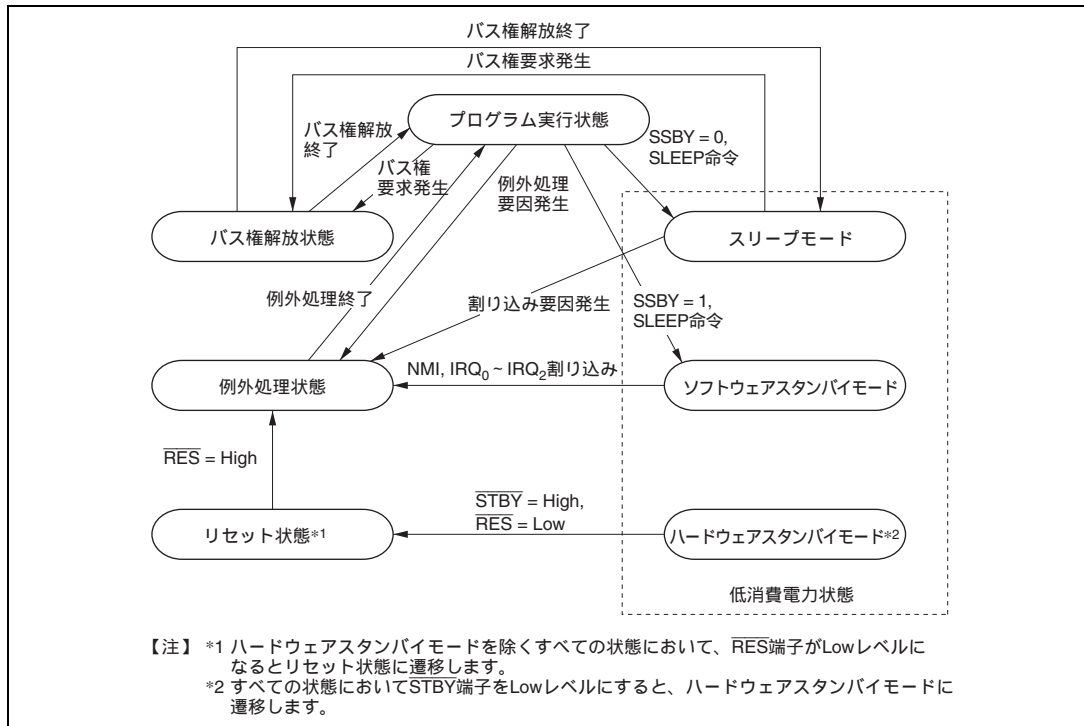 バス権解放終了
バス権要求発生
プログラム実行状態
バス権解放
終了
バス権
要求発生
例外処理
要因発生
SSBY = 0,
SLEEP命令
バス権解放状態
スリープモード
例外処理終了
割り込み要因発生
SSBY = 1,
SLEEP命令
例外処理状態
NMI, IRQ0 ~ IRQ2割り込み
ソフトウェアスタンバイモード
RES = High
STBY = High,
RES = Low
リセット状態*1
ハードウェアスタンバイモード*2
低消費電力状態
【注】 *1 ハードウェアスタンバイモードを除くすべての状態において、RES端子がLowレベルに
なるとリセット状態に遷移します。
*2 すべての状態においてSTBY端子をLowレベルにすると、ハードウェアスタンバイモードに
遷移します。